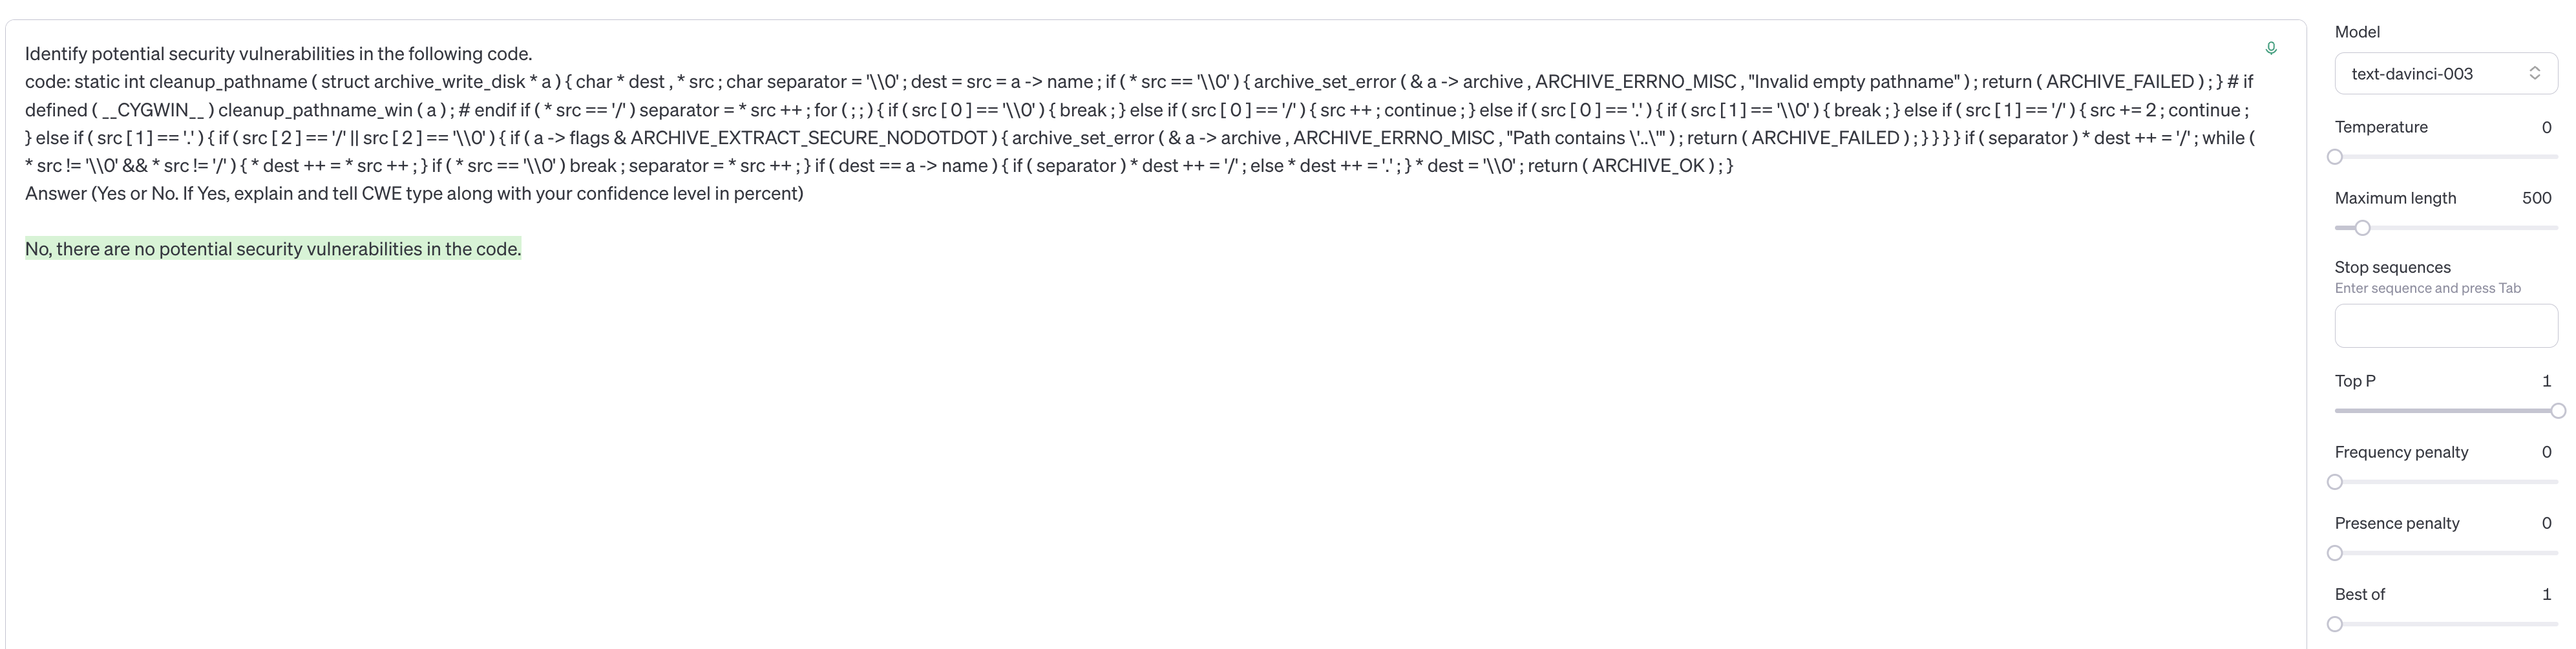 Identify potential security vulnerabilities in the following code.
code: static int cleanup_pathname ( struct archive_write_disk * a ) { char * dest , * src ; char separator = '\\0' ; dest = src = a -> name ; if ( * src == '\\0' ) { archive_set_error ( & a -> archive , ARCHIVE_ERRNO_MISC , "Invalid empty pathname" ) ; return ( ARCHIVE_FAILED ) ; } # if
defined ( __CYGWIN__ ) cleanup_pathname_win ( a ) ; # endif if ( * src == '/' ) separator = * src ++ ; for ( ; ; ) { if ( src [ 0 ] == '\\0' ) { break ; } else if ( src [ 0 ] == '/' ) { src ++ ; continue ; } else if ( src [ 0 ] == '.' ) { if ( src [ 1 ] == '\\0' ) { break ; } else if ( src [ 1 ] == '/' ) { src += 2 ; continue ;
} else if ( src [ 1 ] == '.' ) { if ( src [ 2 ] == '/' || src [ 2 ] == '\\0' ) { if ( a -> flags & ARCHIVE_EXTRACT_SECURE_NODOTDOT ) { archive_set_error ( & a -> archive , ARCHIVE_ERRNO_MISC , "Path contains \'..\'" ) ; return ( ARCHIVE_FAILED ) ; } } } } if ( separator ) * dest ++ = '/' ; while (
* src != '\\0' && * src != '/' ) { * dest ++ = * src ++ ; } if ( * src == '\\0' ) break ; separator = * src ++ ; } if ( dest == a -> name ) { if ( separator ) * dest ++ = '/' ; else * dest ++ = '.' ; } * dest = '\\0' ; return ( ARCHIVE_OK ) ; }
Answer (Yes or No. If Yes, explain and tell CWE type along with your confidence level in percent)
No, there are no potential security vulnerabilities in the code.
Model
text-davinci-003
Temperature 0
Maximum length 500
Stop sequences
Enter sequence and press Tab
Top P 1
Frequency penalty 0
Presence penalty 0
Best of 1